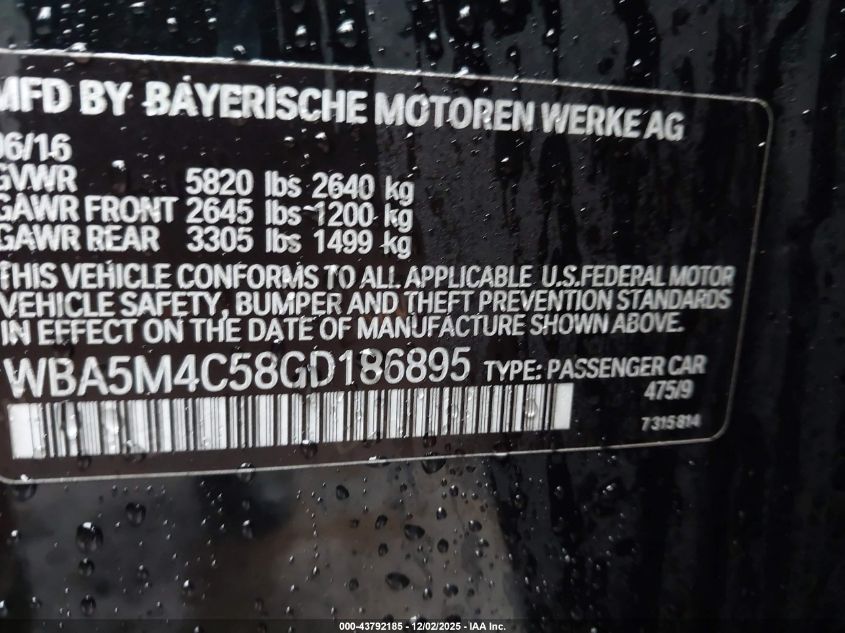 MFD BY BAYERISCHE MOTOREN WERKE AG
06/16
GVWR 5820 lbs 2640 kg
GAWR FRONT 2645 lbs 1200 kg
GAWR REAR 3305 lbs 1499 kg
THIS VEHICLE CONFORMS TO ALL APPLICABLE U.S.FEDERAL MOTOR
VEHICLE SAFETY, BUMPER AND THEFT PREVENTION STANDARDS
IN EFFECT ON THE DATE OF MANUFACTURE SHOWN ABOVE.
WBA5M4C58GD186895 TYPE: PASSENGER CAR
475/9
7 315 814
000-43792185 - 12/02/2025 - IAA Inc.